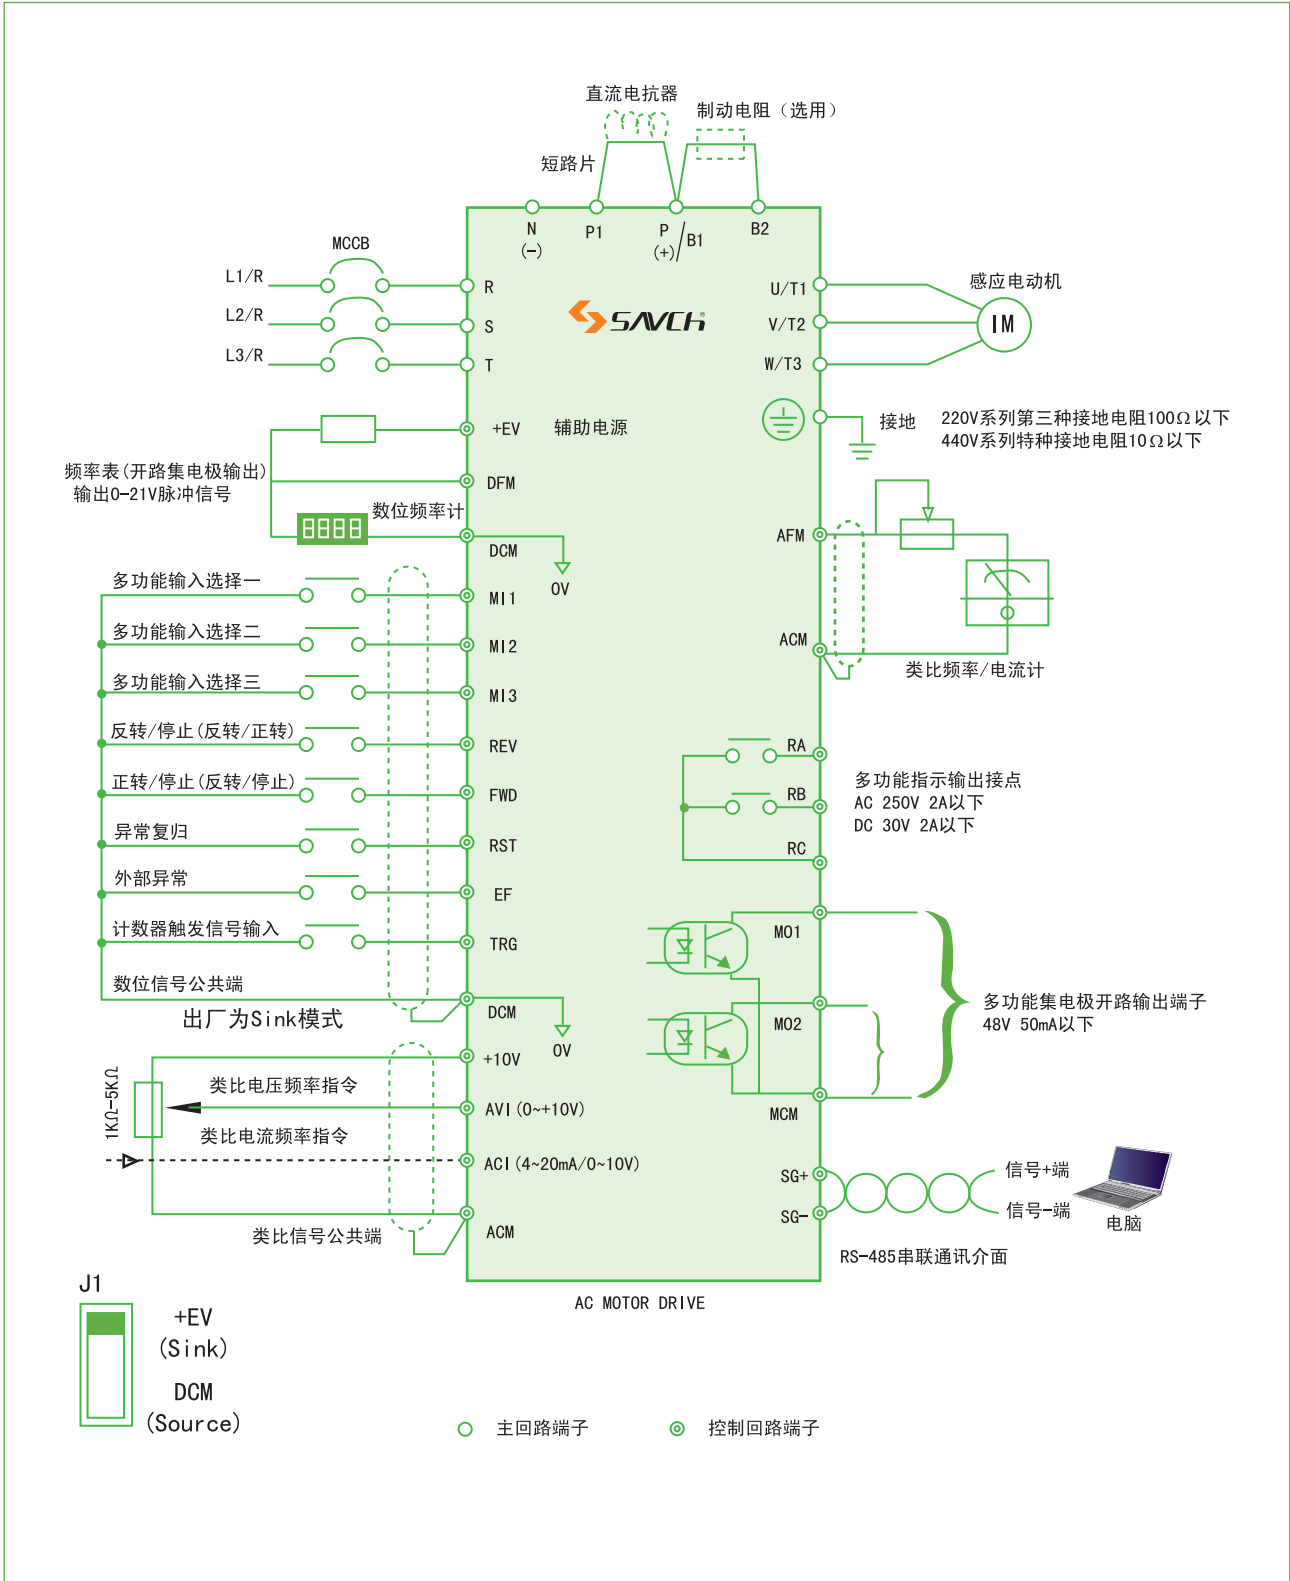 直流电抗器
制动电阻（选用）
短路片
N
(−)
P1
P
(+)
/B1
B2
MCCB
L1/R
R
L2/R
S
L3/R
T
SAVCh®
U/T1
V/T2
W/T3
感应电动机
IM
+EV
辅助电源
接地
220V系列第三种接地电阻100Ω以下
440V系列特种接地电阻10Ω以下
频率表(开路集电极输出)
输出0-21V脉冲信号
DFM
数位频率计
DCM
0V
AFM
ACM
类比频率/电流计
多功能输入选择一
MI1
多功能输入选择二
MI2
多功能输入选择三
MI3
反转/停止(反转/正转)
REV
正转/停止(反转/停止)
FWD
异常复归
RST
外部异常
EF
计数器触发信号输入
TRG
数位信号公共端
DCM
出厂为Sink模式
0V
RA
RB
RC
多功能指示输出接点
AC 250V 2A以下
DC 30V 2A以下
MO1
MO2
MCM
多功能集电极开路输出端子
48V 50mA以下
+10V
1KΩ-5KΩ
类比电压频率指令
AVI(0~+10V)
类比电流频率指令
ACI(4~20mA/0~10V)
类比信号公共端
ACM
SG+
SG−
信号+端
信号−端
电脑
RS-485串联通讯介面
AC MOTOR DRIVE
J1
+EV
(Sink)
DCM
(Source)
主回路端子
控制回路端子